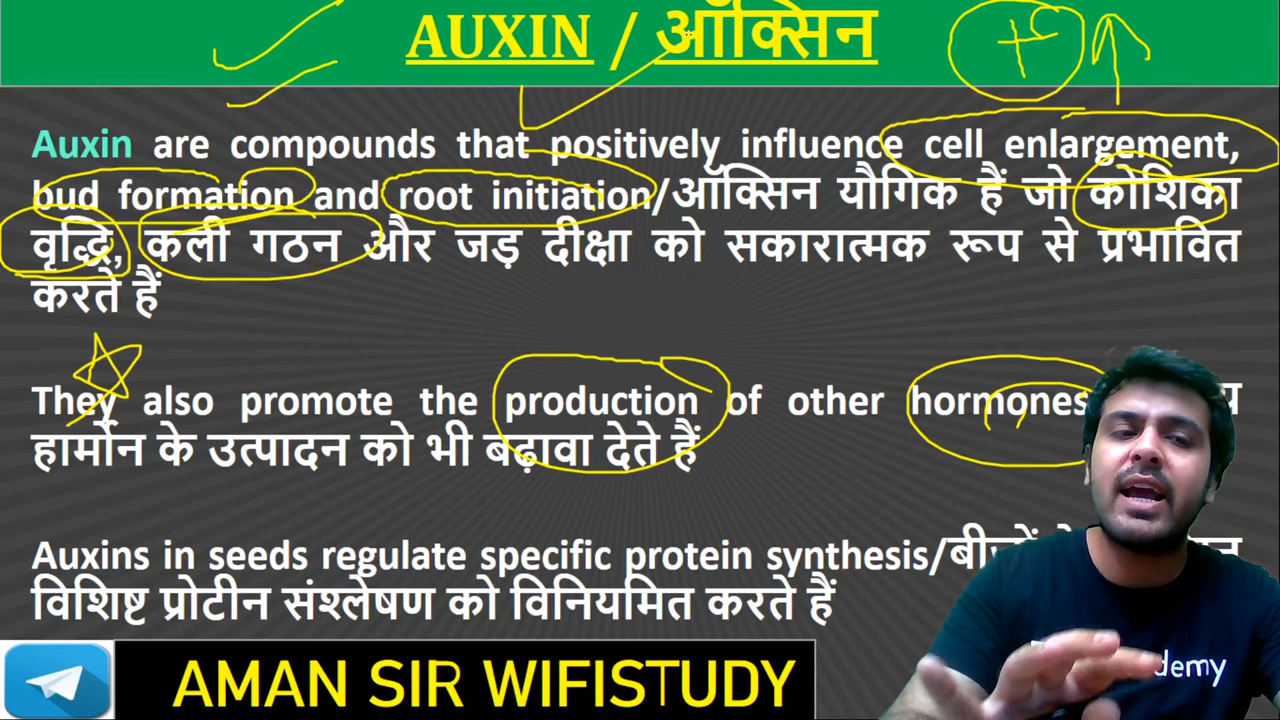 AUXIN / ऑक्सिन
Auxin are compounds that positively influence cell enlargement,
bud formation and root initiation/ऑक्सिन यौगिक हैं जो कोशिका
वृद्धि, कली गठन और जड़ दीक्षा को सकारात्मक रूप से प्रभावित
करते हैं
They also promote the production of other hormones
हार्मोन के उत्पादन को भी बढ़ावा देते हैं
Auxins in seeds regulate specific protein synthesis/
विशिष्ट प्रोटीन संश्लेषण को विनियमित करते हैं
demy
AMAN SIR WIFISTUDY